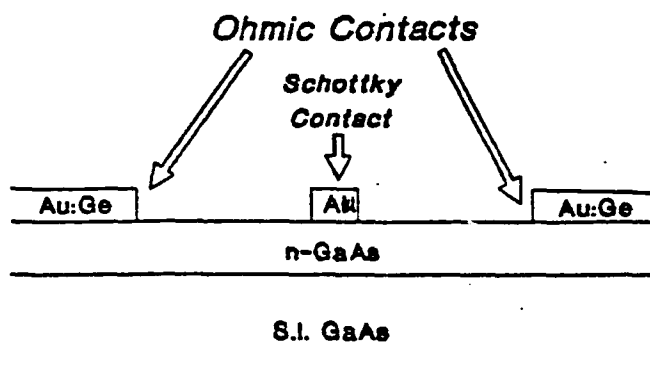 Ohmic Contacts
Schottky
Contact
Au:Ge
Au:Ge
n-GaAs
S.I. GaAs